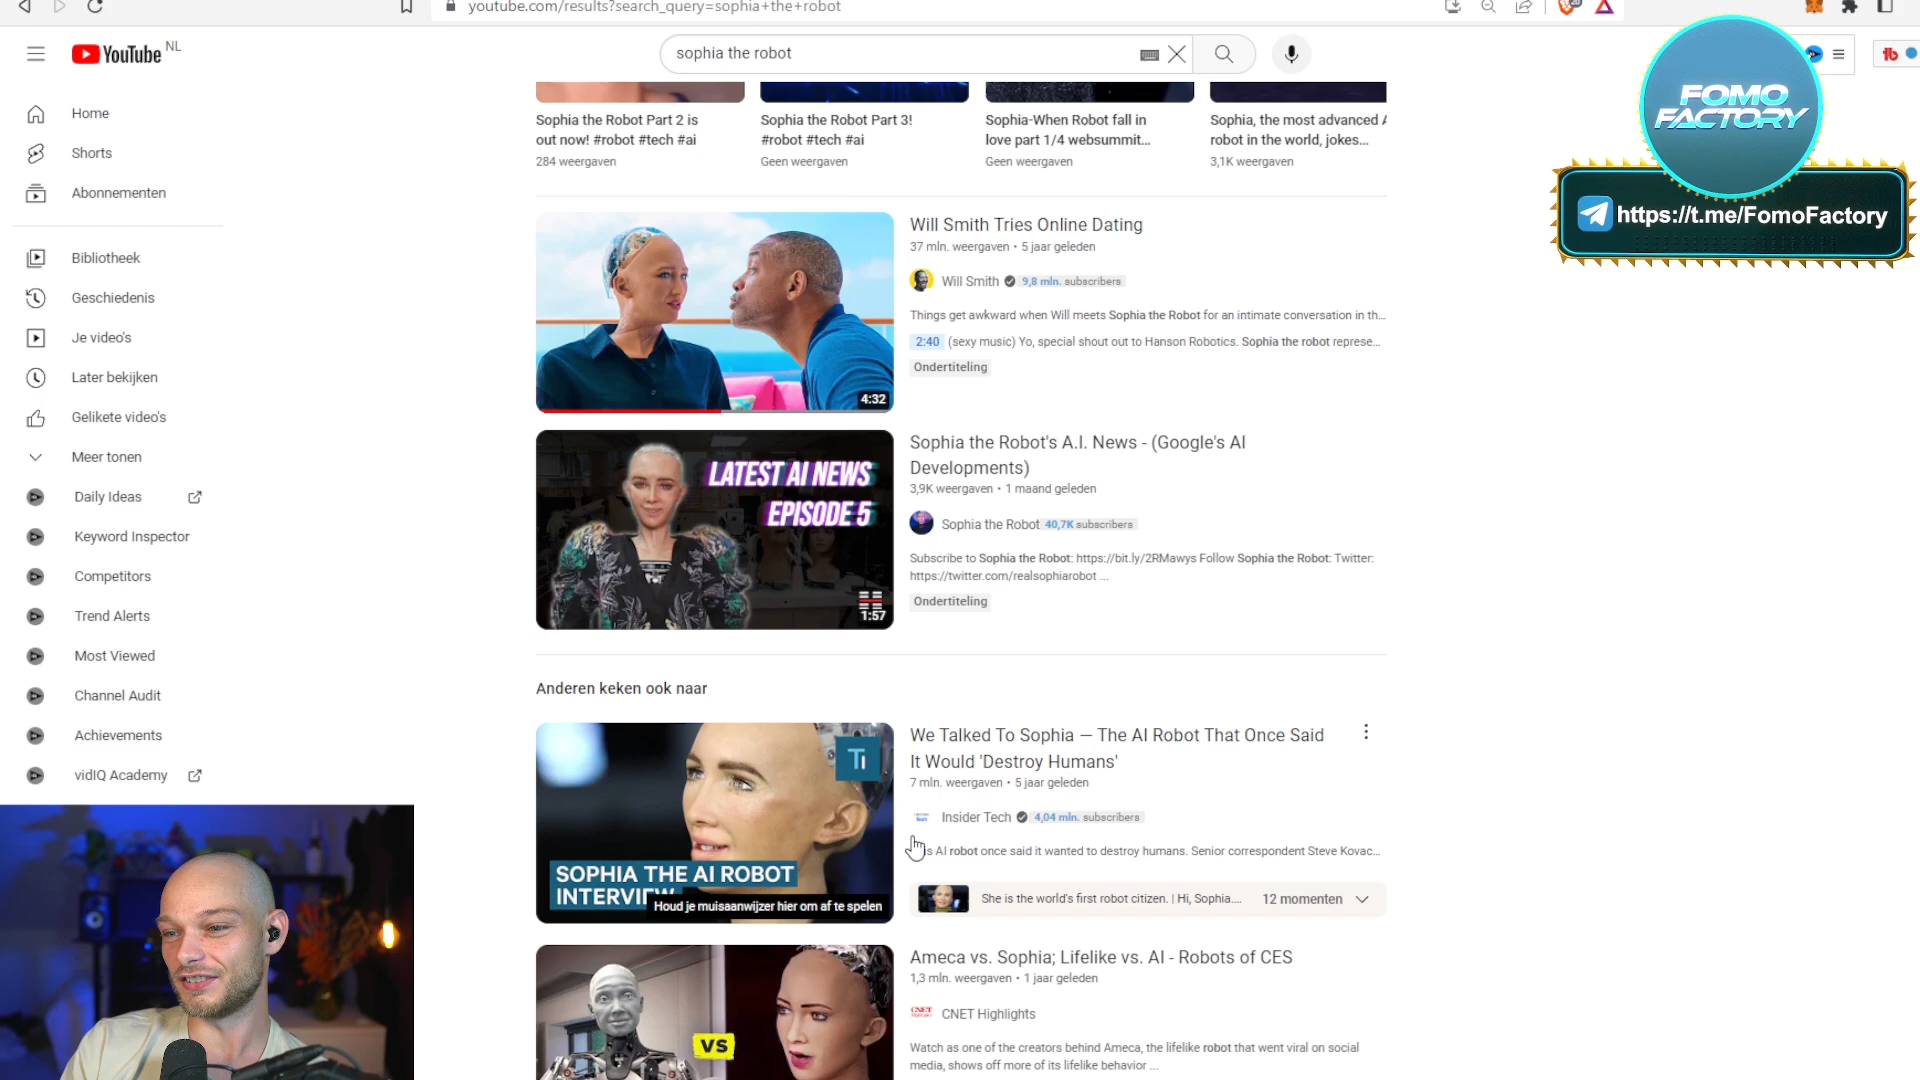 youtube.com/results?search_query=sophia+the+robot
YouTube NL
sophia the robot
FOMO
FACTORY
https://t.me/FomoFactory
Home
Shorts
Abonnementen
Bibliotheek
Geschiedenis
Je video's
Later bekijken
Gelikete video's
Meer tonen
Daily Ideas
Keyword Inspector
Competitors
Trend Alerts
Most Viewed
Channel Audit
Achievements
vidIQ Academy
Sophia the Robot Part 2 is
out now! #robot #tech #ai
284 weergaven
Sophia the Robot Part 3!
#robot #tech #ai
Geen weergaven
Sophia-When Robot fall in
love part 1/4 websummit...
Geen weergaven
Sophia, the most advanced A
robot in the world, jokes...
3,1K weergaven
4:32
Will Smith Tries Online Dating
37 mln. weergaven • 5 jaar geleden
Will Smith 9,8 mln. subscribers
Things get awkward when Will meets Sophia the Robot for an intimate conversation in th...
2:40 (sexy music) Yo, special shout out to Hanson Robotics. Sophia the robot represe...
Ondertiteling
LATEST AI NEWS
EPISODE 5
1:57
Sophia the Robot's A.I. News - (Google's AI
Developments)
3,9K weergaven • 1 maand geleden
Sophia the Robot 40,7K subscribers
Subscribe to Sophia the Robot: https://bit.ly/2RMawys Follow Sophia the Robot: Twitter:
https://twitter.com/realsophiarobot ...
Ondertiteling
Anderen keken ook naar
Ti
SOPHIA THE AI ROBOT
INTERVIEW
Houd je muisaanwijzer hier om af te spelen
We Talked To Sophia — The AI Robot That Once Said
It Would 'Destroy Humans'
7 mln. weergaven • 5 jaar geleden
Insider Tech 4,04 mln. subscribers
s AI robot once said it wanted to destroy humans. Senior correspondent Steve Kovac...
She is the world's first robot citizen. | Hi, Sophia.... 12 momenten
VS
Ameca vs. Sophia; Lifelike vs. AI - Robots of CES
1,3 mln. weergaven • 1 jaar geleden
CNET Highlights
Watch as one of the creators behind Ameca, the lifelike robot that went viral on social
media, shows off more of its lifelike behavior ...